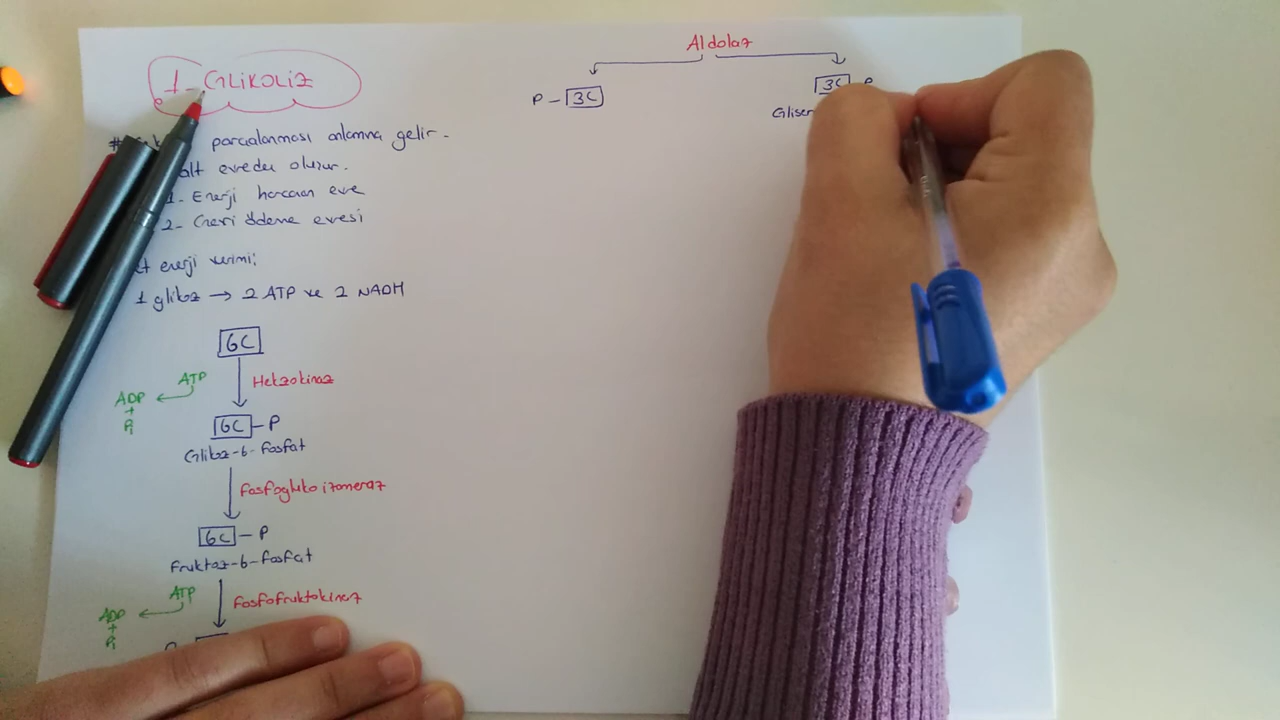 1- Glikoliz
# parçalanması anlamına gelir.
alt evreden oluşur.
1- Enerji harcanan evre
2- Geri ödeme evresi
enerji verimi;
1 glikoz → 2 ATP ve 2 NADH
6C
ATP
Hekzokinaz
ADP
+
Pi
6C - P
Glikoz-6-fosfat
fosfogluko izomeraz
6C - P
fruktoz-6-fosfat
ATP
fosfofruktokinaz
ADP
+
Pi
Aldolaz
P - 3C
3C - P